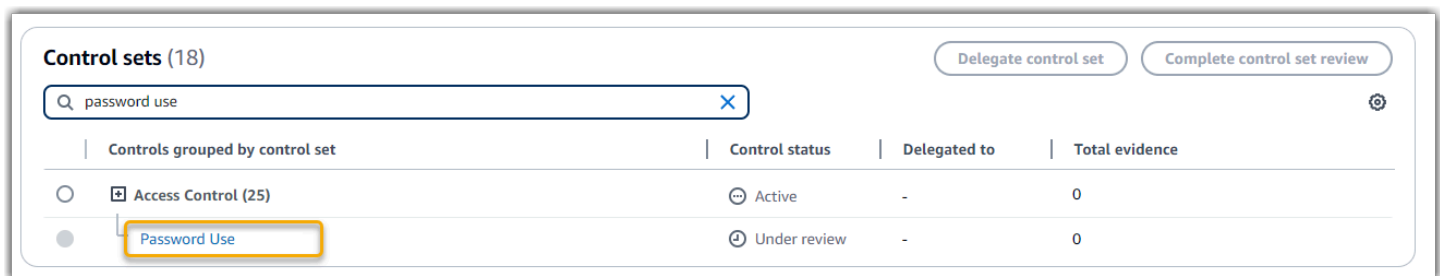 Control sets (18)
Delegate control set
Complete control set review
password use
Controls grouped by control set
Control status
Delegated to
Total evidence
Access Control (25)
Active
-
0
Password Use
Under review
-
0